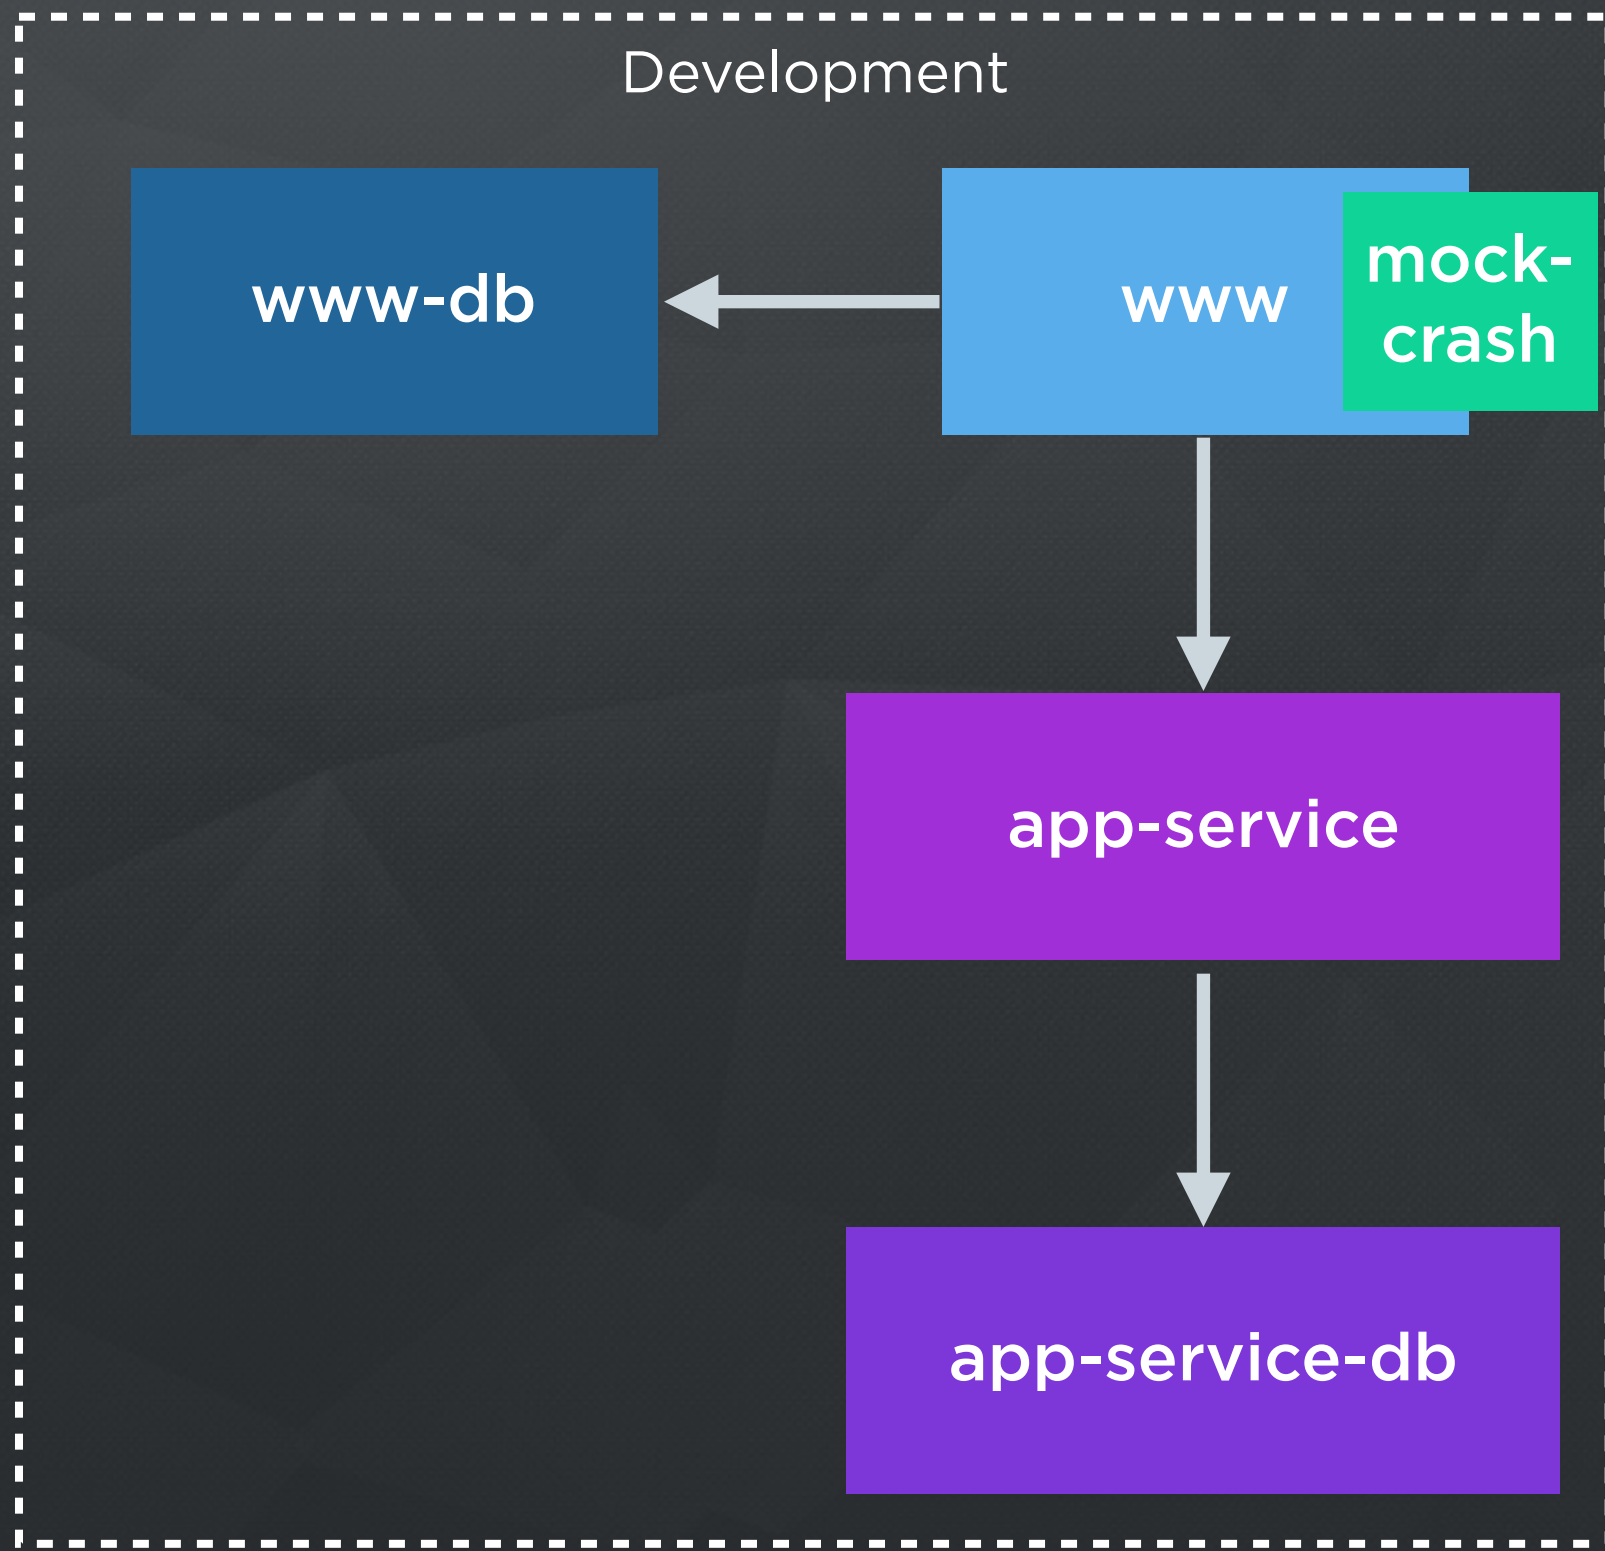 Development
www-db
www
mock-
crash
app-service
app-service-db